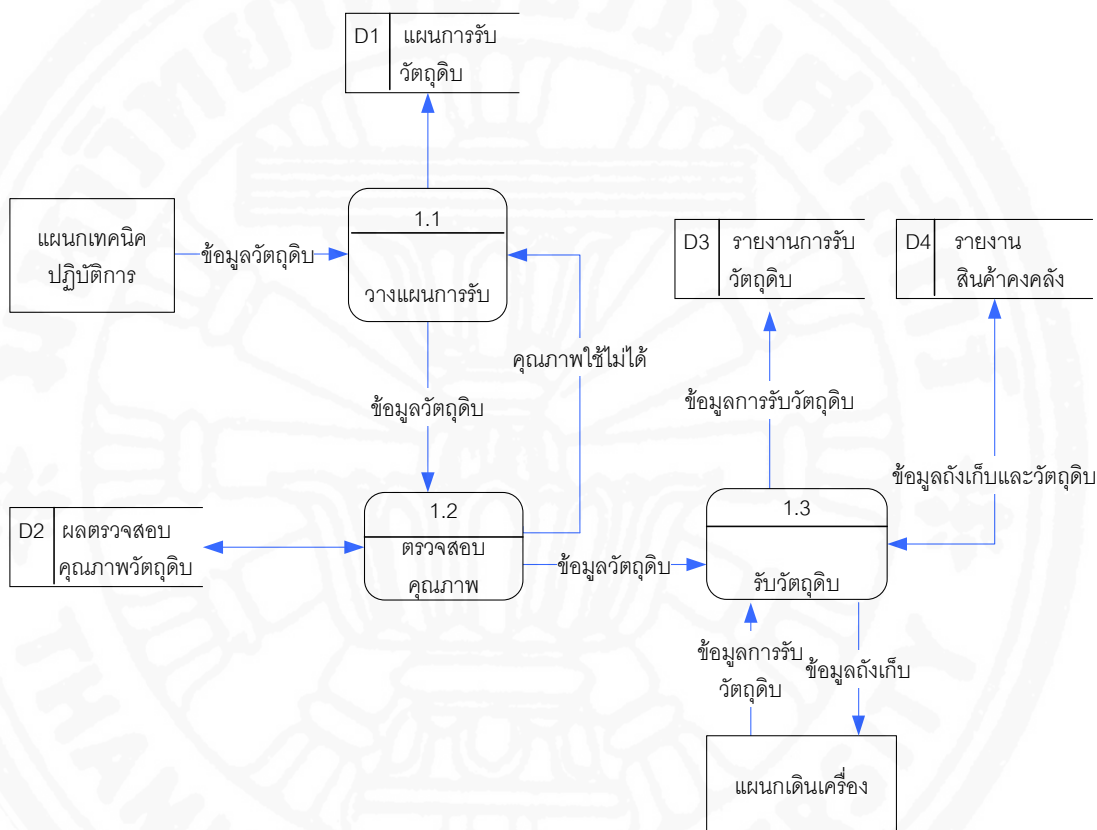 D1
แผนการรับ
วัตถุดิบ
แผนกเทคนิค
ปฏิบัติการ
ข้อมูลวัตถุดิบ
1.1
วางแผนการรับ
D3
รายงานการรับ
วัตถุดิบ
D4
รายงาน
สินค้าคงคลัง
คุณภาพใช้ไม่ได้
ข้อมูลวัตถุดิบ
ข้อมูลการรับวัตถุดิบ
ข้อมูลถังเก็บและวัตถุดิบ
D2
ผลตรวจสอบ
คุณภาพวัตถุดิบ
1.2
ตรวจสอบ
คุณภาพ
ข้อมูลวัตถุดิบ
1.3
รับวัตถุดิบ
ข้อมูลการรับ
วัตถุดิบ
ข้อมูลถังเก็บ
แผนกเดินเครื่อง